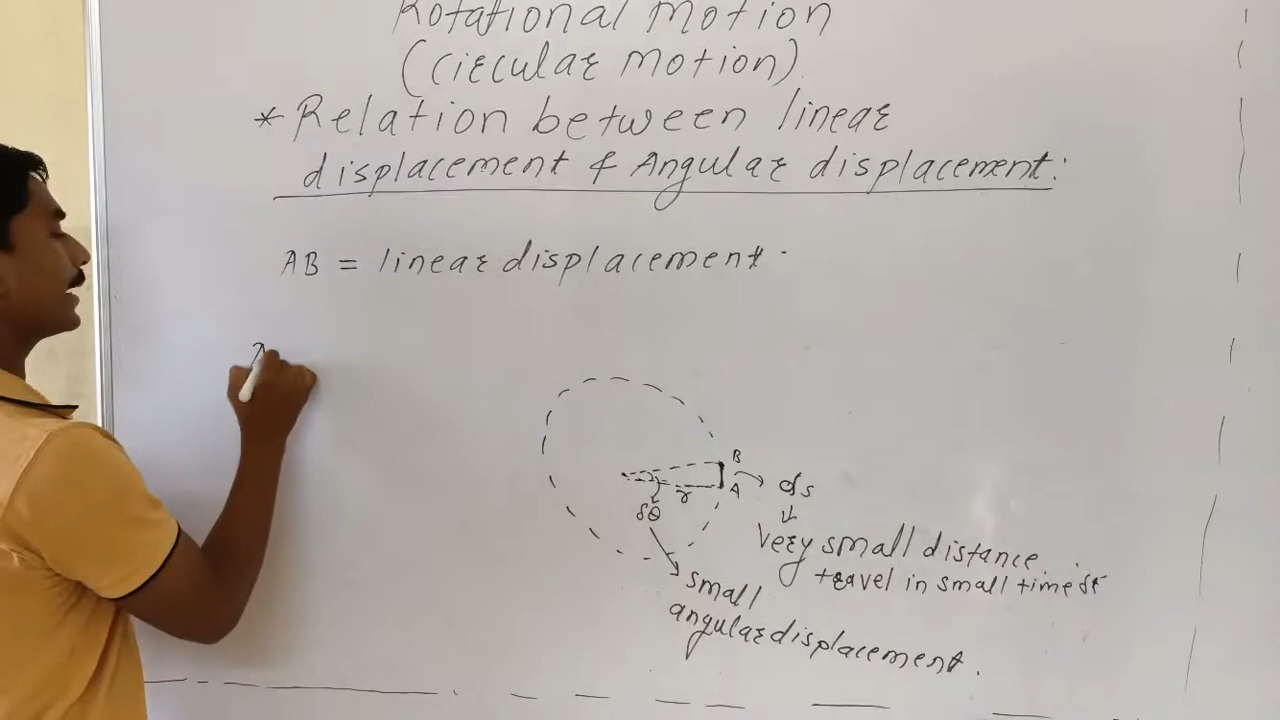 Rotational Motion
(circular motion)
* Relation between linear
displacement & Angular displacement:
AB = linear displacement.
B
A
ds
r
δθ
Very small distance
travel in small time δt
small
angular displacement.